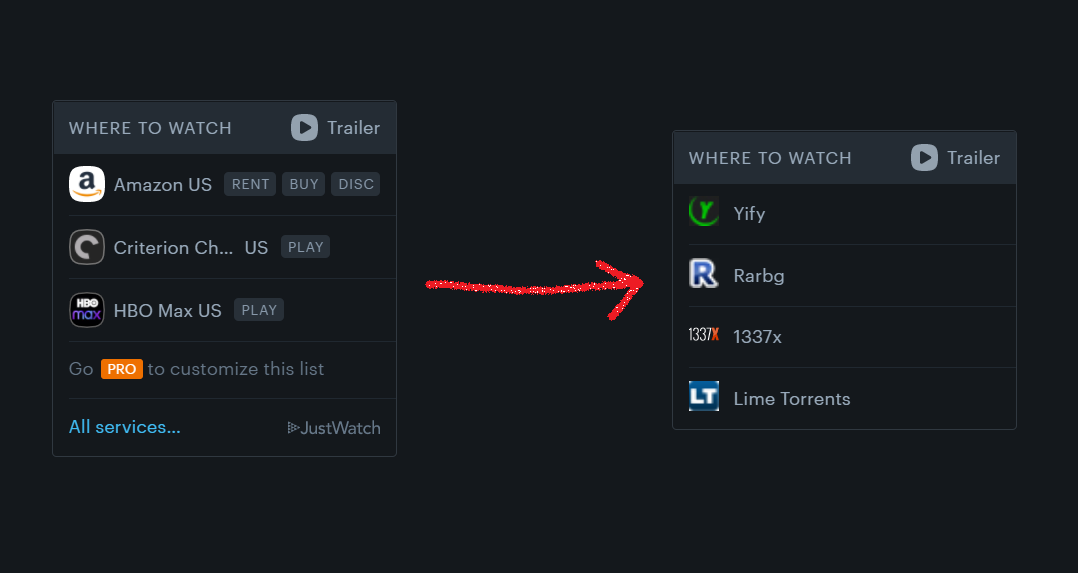 WHERE TO WATCH Trailer
a Amazon US RENT BUY DISC
Criterion Ch... US PLAY
HBO max HBO Max US PLAY
Go PRO to customize this list
All services... JustWatch
WHERE TO WATCH Trailer
Y Yify
R Rarbg
1337X 1337x
LT Lime Torrents